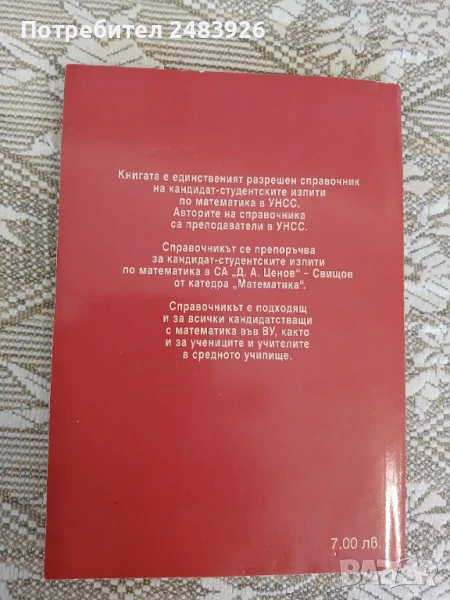 Потребител 2483926
Книгата е единственият разрешен справочник
на кандидат-студентските изпити
по математика в УНСС.
Авторите на справочника
са преподаватели в УНСС.
Справочникът се препоръчва
за кандидат-студентските изпити
по математика в СА „Д. А. Ценов“ – Свищов
от катедра „Математика“.
Справочникът е подходящ
и за всички кандидатстващи
с математика във ВУ, както
и за учениците и учителите
в средното училище.
7.00 лв.
BAZAR